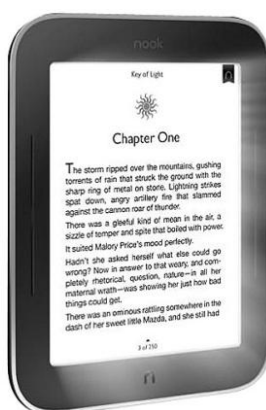 nook
Key of Light
Chapter One
The storm ripped over the mountains, gushing
torrents of rain that struck the ground with the
sharp ring of metal on stone. Lightning strikes
spat down, angry artillery fire that slammed
against the cannon roar of thunder.
There was a gleeful kind of mean in the air, a
sizzle of temper and spite that boiled with power.
It suited Malory Price's mood perfectly.
Hadn't she asked herself what else could go
wrong? Now in answer to that weary, and com-
pletely rhetorical, question, nature—in all her
maternal wrath—was showing her just how bad
things could get.
There was an ominous rattling somewhere in the
dash of her sweet little Mazda, and she still had
3 of 250